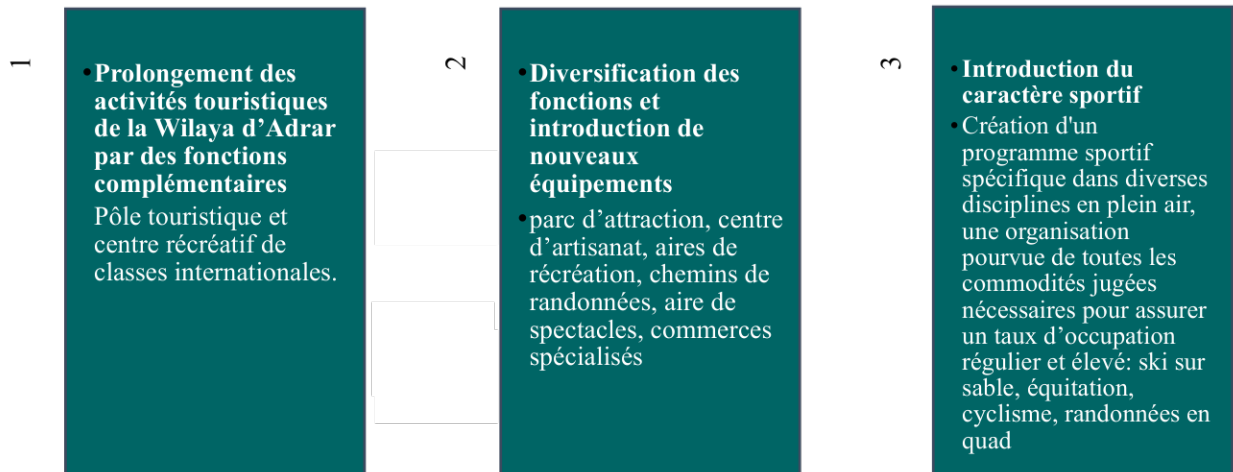 1
•Prolongement des
activités touristiques
de la Wilaya d’Adrar
par des fonctions
complémentaires
Pôle touristique et
centre récréatif de
classes internationales.
2
•Diversification des
fonctions et
introduction de
nouveaux
équipements
•parc d’attraction, centre
d’artisanat, aires de
récréation, chemins de
randonnées, aire de
spectacles, commerces
spécialisés
3
•Introduction du
caractère sportif
•Création d'un
programme sportif
spécifique dans diverses
disciplines en plein air,
une organisation
pourvue de toutes les
commodités jugées
nécessaires pour assurer
un taux d’occupation
régulier et élevé: ski sur
sable, équitation,
cyclisme, randonnées en
quad